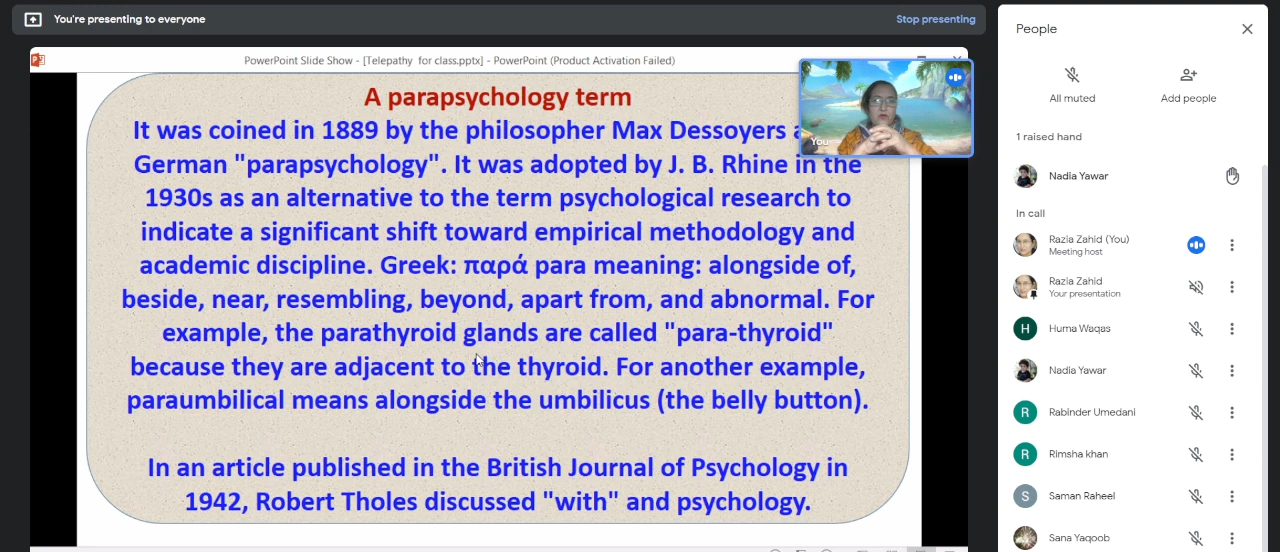 You're presenting to everyone
Stop presenting
PowerPoint Slide Show - [Telepathy for class.pptx] - PowerPoint (Product Activation Failed)
A parapsychology term
It was coined in 1889 by the philosopher Max Dessoyers
German "parapsychology". It was adopted by J. B. Rhine in the
1930s as an alternative to the term psychological research to
indicate a significant shift toward empirical methodology and
academic discipline. Greek: παρά para meaning: alongside of,
beside, near, resembling, beyond, apart from, and abnormal. For
example, the parathyroid glands are called "para-thyroid"
because they are adjacent to the thyroid. For another example,
paraumbilical means alongside the umbilicus (the belly button).
In an article published in the British Journal of Psychology in
1942, Robert Tholes discussed "with" and psychology.
You
People
All muted
Add people
1 raised hand
Nadia Yawar
In call
Razia Zahid (You)
Meeting host
Razia Zahid
Your presentation
H
Huma Waqas
Nadia Yawar
R
Rabinder Umedani
R
Rimsha khan
S
Saman Raheel
Sana Yaqoob